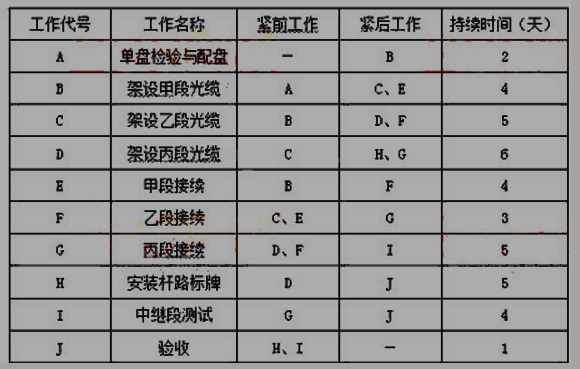 工作代号 工作名称 紧前工作 紧后工作 持续时间（天）
A 单盘检验与配盘 — B 2
B 架设甲段光缆 A C、E 4
C 架设乙段光缆 B D、F 5
D 架设丙段光缆 C H、G 6
E 甲段接续 B F 4
F 乙段接续 C、E G 3
G 丙段接续 D、F I 5
H 安装杆路标牌 D J 5
I 中继段测试 G J 4
J 验收 H、I — 1